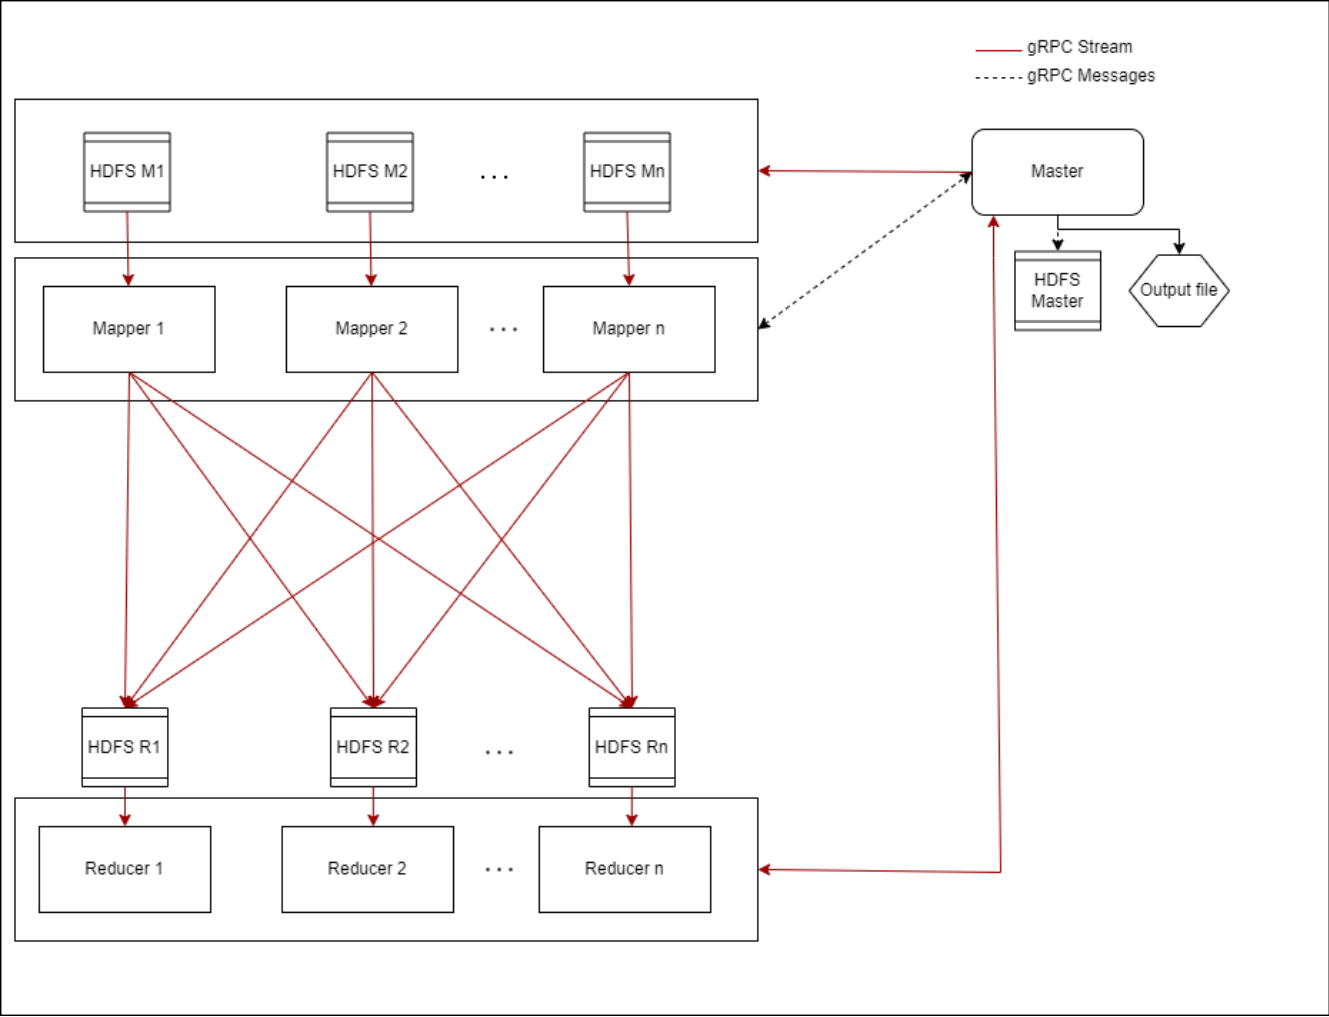 gRPC Stream
gRPC Messages
HDFS M1
HDFS M2
...
HDFS Mn
Master
HDFS
Master
Output file
Mapper 1
Mapper 2
...
Mapper n
HDFS R1
HDFS R2
...
HDFS Rn
Reducer 1
Reducer 2
...
Reducer n